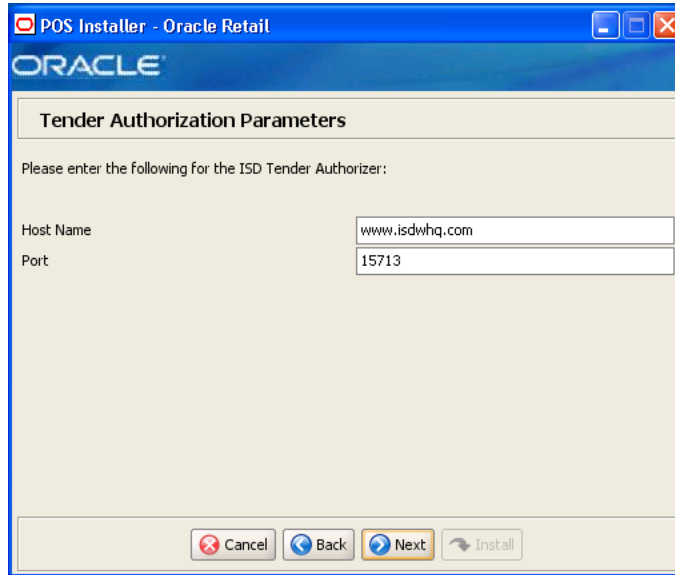 POS Installer - Oracle Retail
ORACLE
Tender Authorization Parameters
Please enter the following for the ISD Tender Authorizer:
Host Name www.isdwhq.com
Port 15713
Cancel Back Next Install